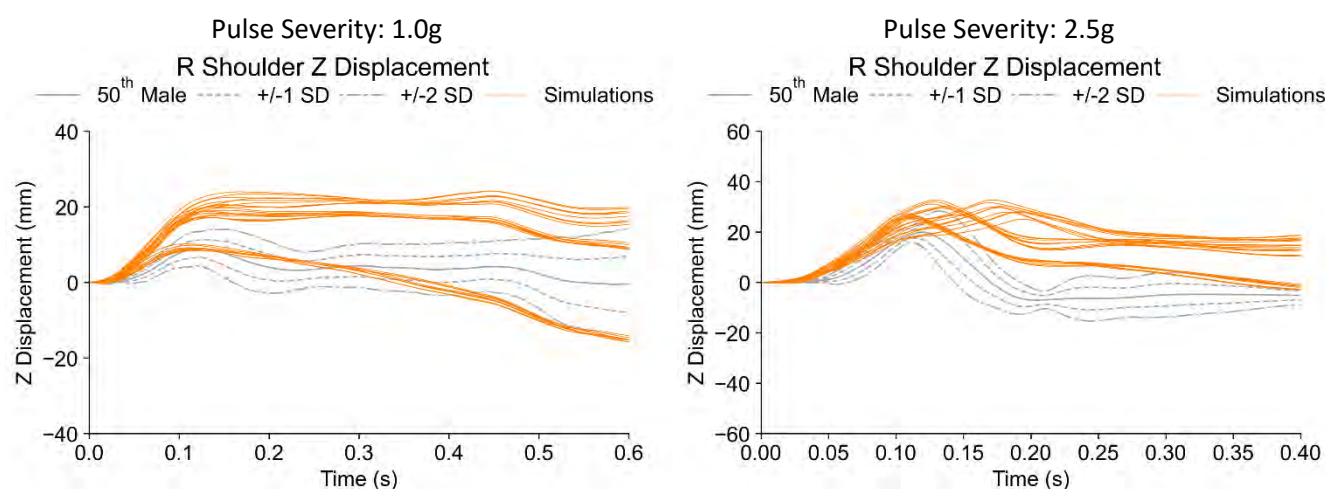 Pulse Severity: 1.0g
R Shoulder Z Displacement
50th Male +/-1 SD +/-2 SD Simulations
40
20
0
−20
−40
Z Displacement (mm)
0.0 0.1 0.2 0.3 0.4 0.5 0.6
Time (s)
Pulse Severity: 2.5g
R Shoulder Z Displacement
50th Male +/-1 SD +/-2 SD Simulations
60
40
20
0
−20
−40
−60
Z Displacement (mm)
0.00 0.05 0.10 0.15 0.20 0.25 0.30 0.35 0.40
Time (s)